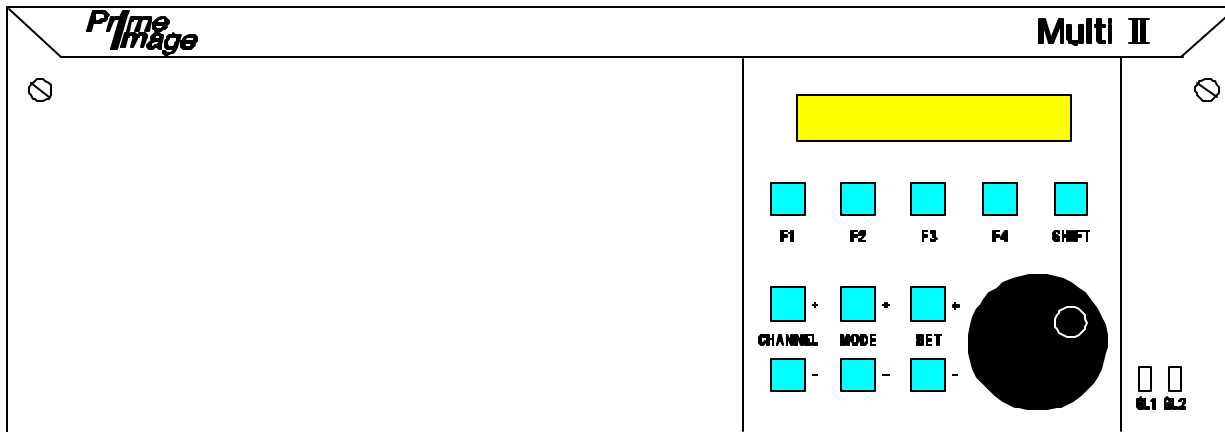 Prime
Image
Multi II
F1 F2 F3 F4 SHIFT
+ + +
CHANNEL MODE SET
- - -
GL1 GL2